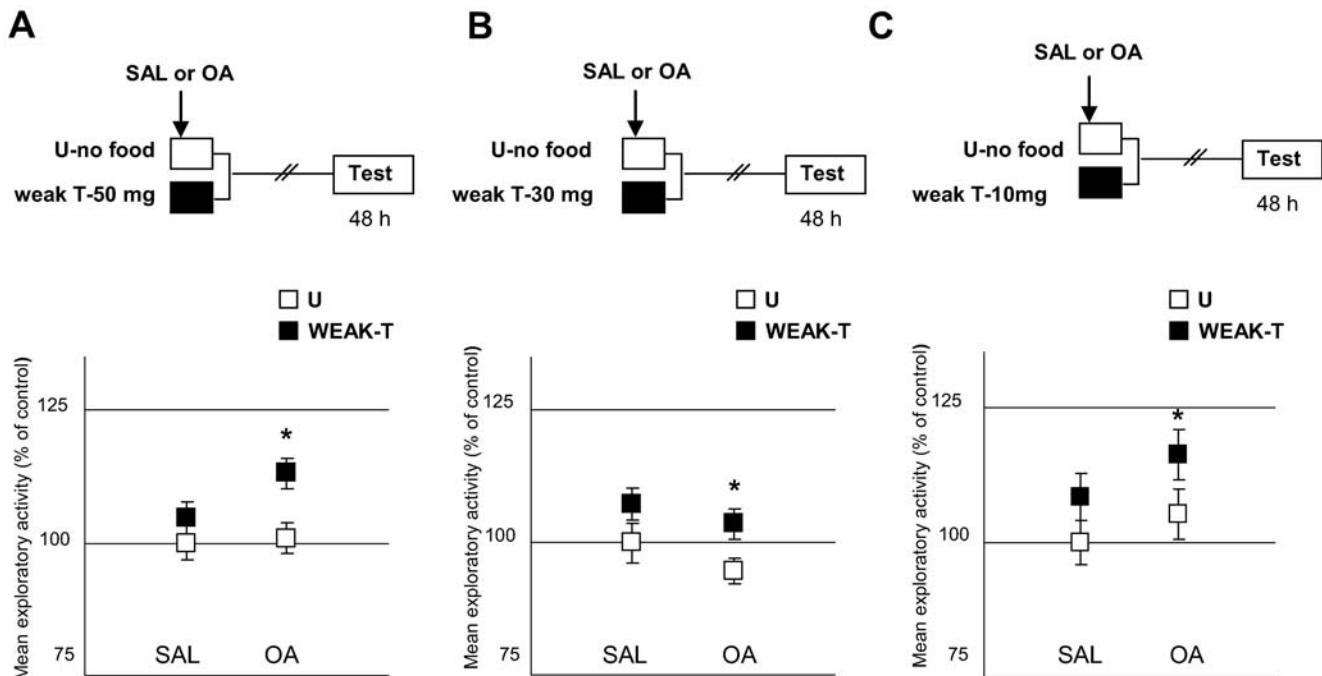 A
SAL or OA
U-no food
weak T-50 mg
Test
48 h
U
WEAK-T
Mean exploratory activity (% of control)
125
100
75
*
SAL
OA
B
SAL or OA
U-no food
weak T-30 mg
Test
48 h
U
WEAK-T
Mean exploratory activity (% of control)
125
100
75
*
SAL
OA
C
SAL or OA
U-no food
weak T-10mg
Test
48 h
U
WEAK-T
Mean exploratory activity (% of control)
125
100
75
*
SAL
OA